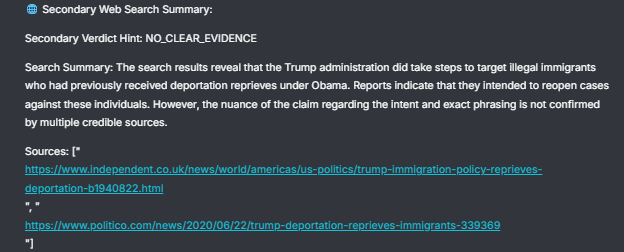 🌐 Secondary Web Search Summary:
Secondary Verdict Hint: NO_CLEAR_EVIDENCE
Search Summary: The search results reveal that the Trump administration did take steps to target illegal immigrants
who had previously received deportation reprieves under Obama. Reports indicate that they intended to reopen cases
against these individuals. However, the nuance of the claim regarding the intent and exact phrasing is not confirmed
by multiple credible sources.
Sources: ["
https://www.independent.co.uk/news/world/americas/us-politics/trump-immigration-policy-reprieves-
deportation-b1940822.html
", "
https://www.politico.com/news/2020/06/22/trump-deportation-reprieves-immigrants-339369
"]